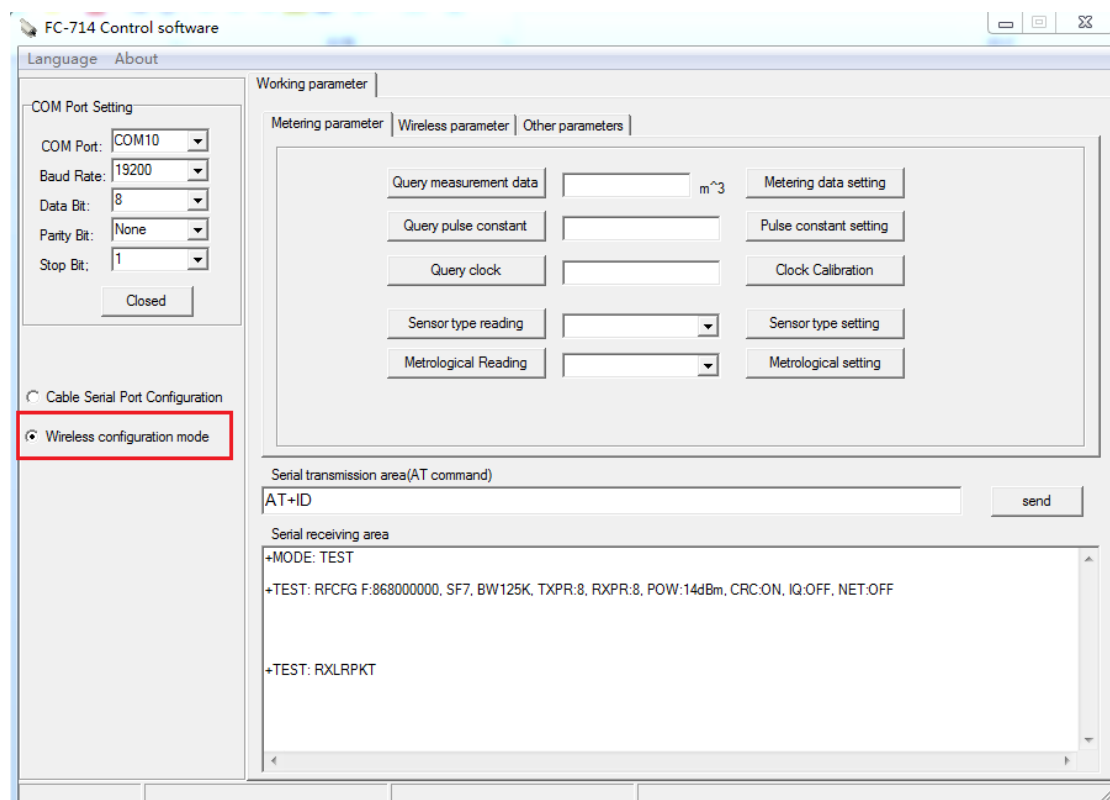 FC-714 Control software
Language About
COM Port Setting
COM Port: COM10
Baud Rate: 19200
Data Bit: 8
Parity Bit: None
Stop Bit; 1
Closed
Cable Serial Port Configuration
Wireless configuration mode
Working parameter
Metering parameter Wireless parameter Other parameters
Query measurement data m^3 Metering data setting
Query pulse constant Pulse constant setting
Query clock Clock Calibration
Sensor type reading Sensor type setting
Metrological Reading Metrological setting
Serial transmission area(AT command)
AT+ID send
Serial receiving area
+MODE: TEST
+TEST: RFCFG F:868000000, SF7, BW125K, TXPR:8, RXPR:8, POW:14dBm, CRC:ON, IQ:OFF, NET:OFF
+TEST: RXLRPKT